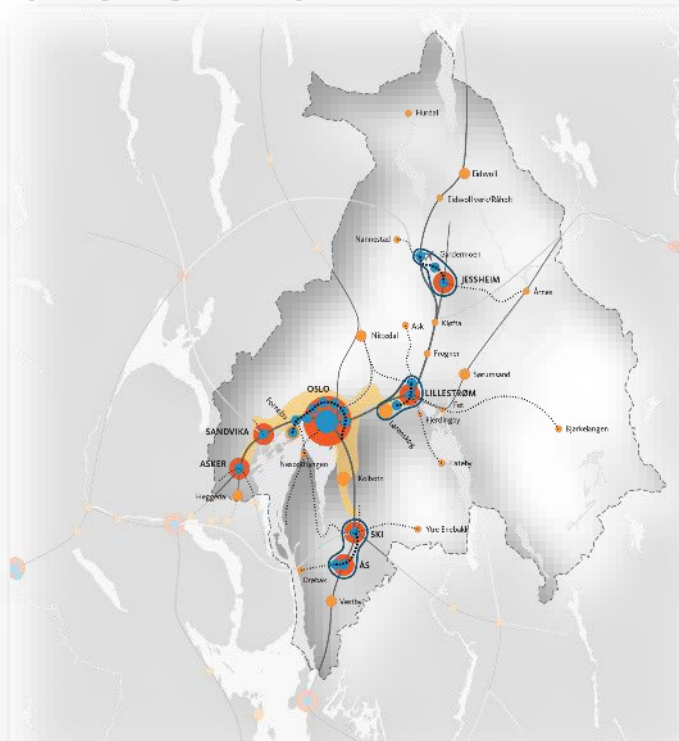 Hurdal
Eidsvoll
Eidsvoll verk/Råholt
Nannestad
Gardermoen
JESSHEIM
Årnes
Kløfta
Ask
Nittedal
Frogner
Sørumsand
OSLO
LILLESTRØM
Fornebu
Fet
Lørenskog
Fjerdingby
Bjørkelangen
SANDVIKA
Nesoddtangen
ASKER
Flateby
Kolbotn
Heggedal
SKI
Ytre Enebakk
ÅS
Drøbak
Vestby